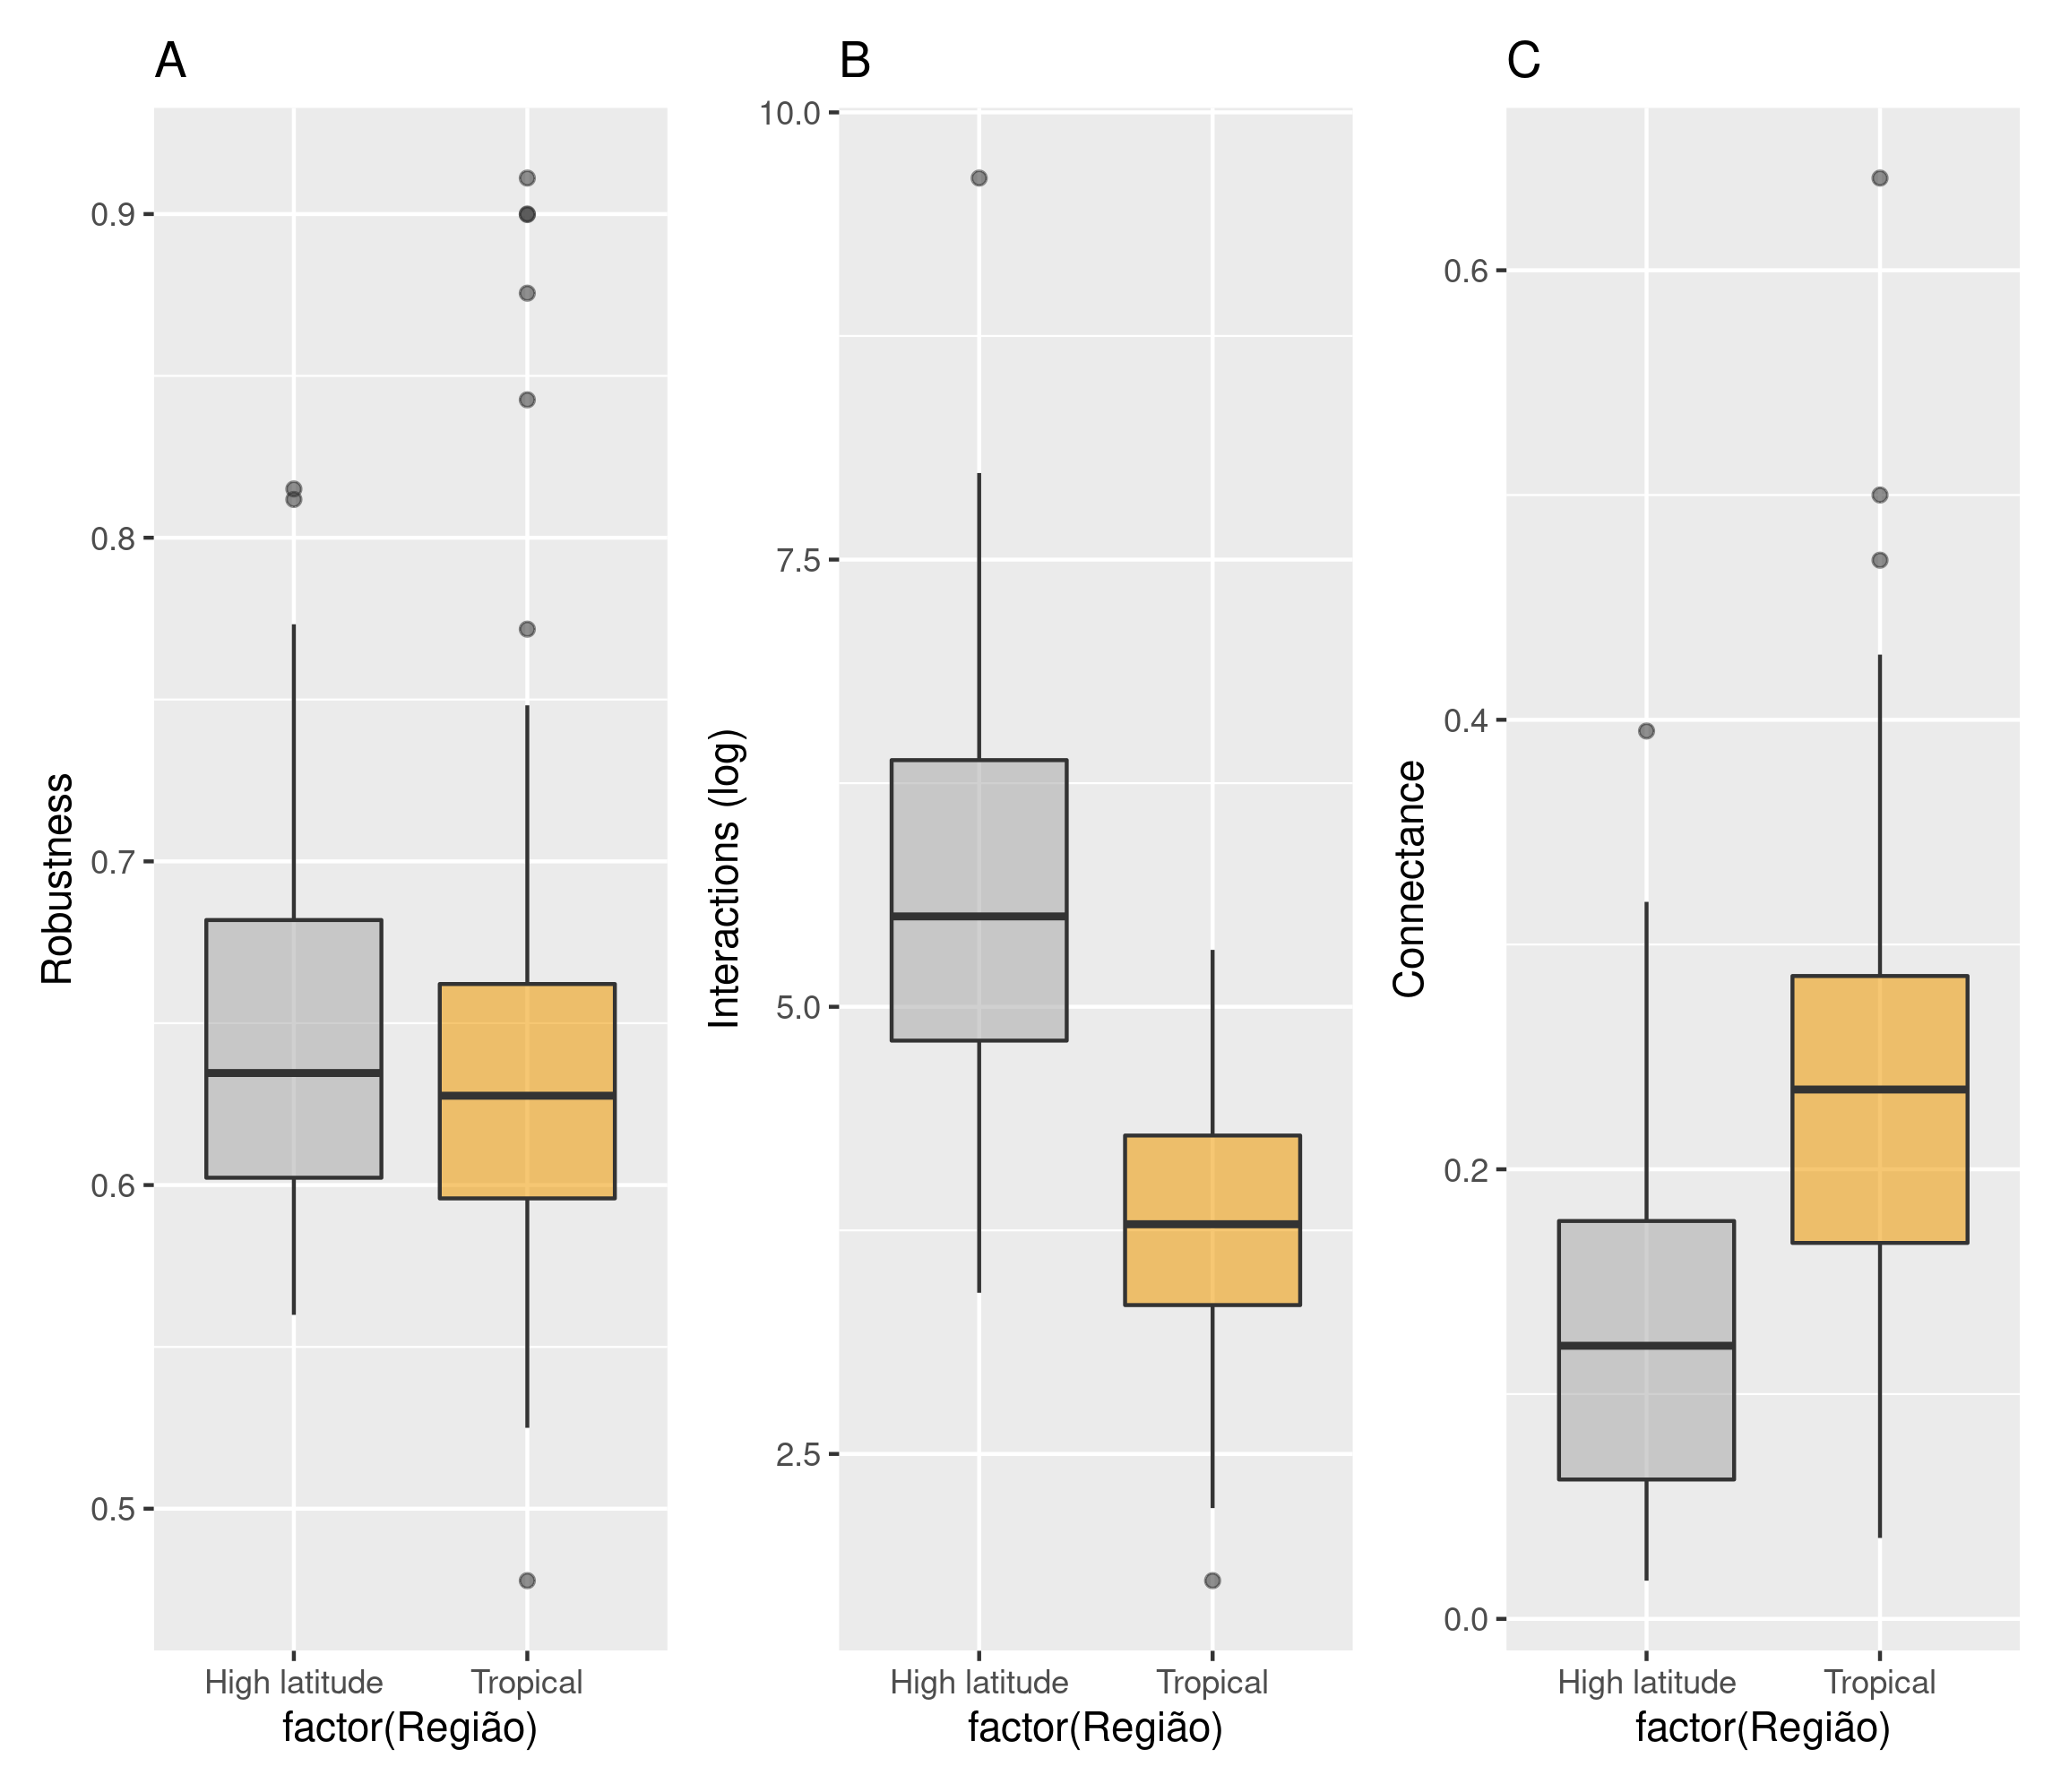 A
B
C
Robustness
0.9
0.8
0.7
0.6
0.5
High latitude
Tropical
factor(Região)
Interactions (log)
10.0
7.5
5.0
2.5
High latitude
Tropical
factor(Região)
Connectance
0.6
0.4
0.2
0.0
High latitude
Tropical
factor(Região)